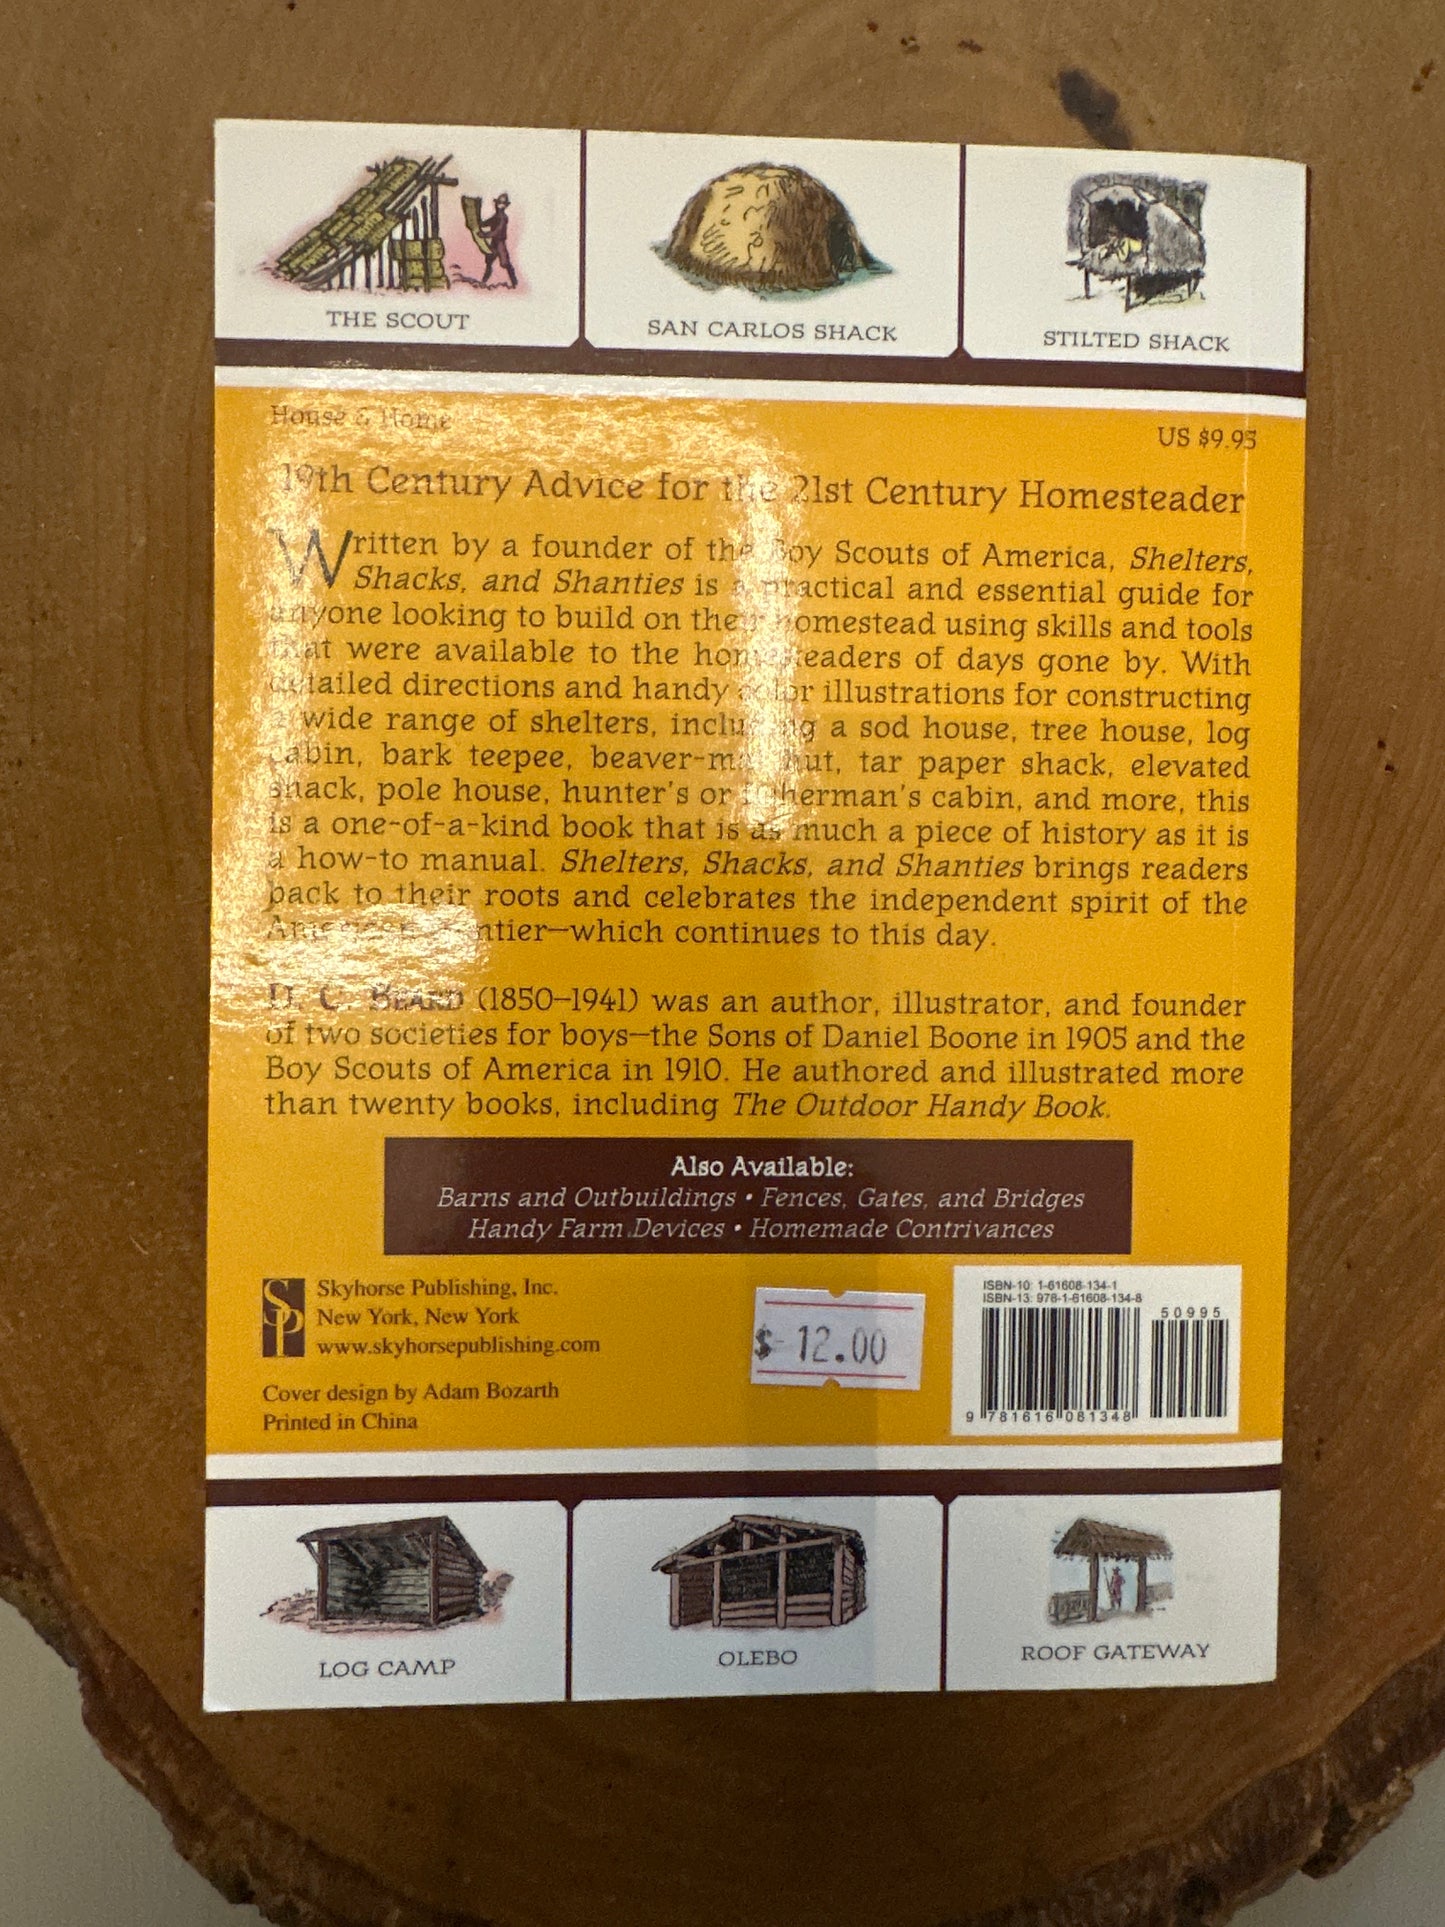 THE SCOUT
SAN CARLOS SHACK
STILTED SHACK
House & Home
US $9.95
19th Century Advice for the 21st Century Homesteader
Written by a founder of the Boy Scouts of America, Shelters,
Shacks, and Shanties is a practical and essential guide for
anyone looking to build on their homestead using skills and tools
that were available to the homesteaders of days gone by. With
detailed directions and handy color illustrations for constructing
a wide range of shelters, including a sod house, tree house, log
cabin, bark teepee, beaver-mat hut, tar paper shack, elevated
shack, pole house, hunter's or fisherman's cabin, and more, this
is a one-of-a-kind book that is as much a piece of history as it is
a how-to manual. Shelters, Shacks, and Shanties brings readers
back to their roots and celebrates the independent spirit of the
American frontier—which continues to this day.
D. C. BEARD (1850–1941) was an author, illustrator, and founder
of two societies for boys—the Sons of Daniel Boone in 1905 and the
Boy Scouts of America in 1910. He authored and illustrated more
than twenty books, including The Outdoor Handy Book.
Also Available:
Barns and Outbuildings • Fences, Gates, and Bridges
Handy Farm Devices • Homemade Contrivances
SP
Skyhorse Publishing, Inc.
New York, New York
www.skyhorsepublishing.com
Cover design by Adam Bozarth
Printed in China
$ 12.00
ISBN-10: 1-61608-134-1
ISBN-13: 978-1-61608-134-8
50995
9 781616 081348
LOG CAMP
OLEBO
ROOF GATEWAY